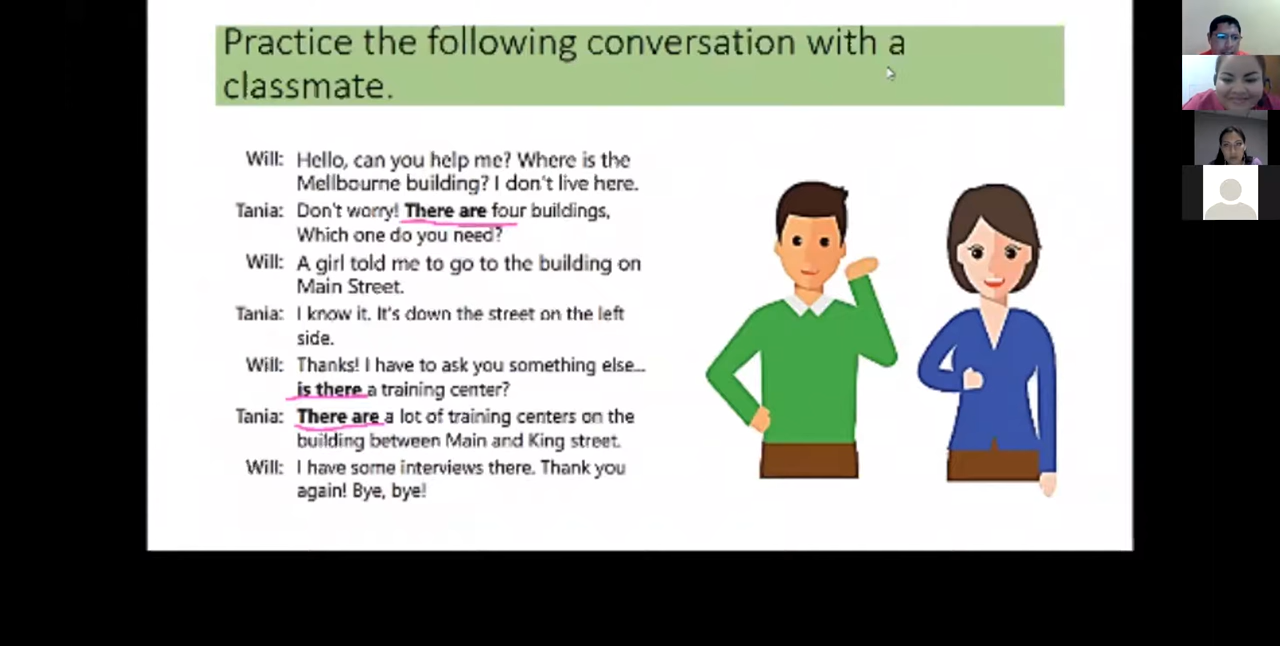 Practice the following conversation with a
classmate.
Will: Hello, can you help me? Where is the
Mellbourne building? I don't live here.
Tania: Don't worry! There are four buildings,
Which one do you need?
Will: A girl told me to go to the building on
Main Street.
Tania: I know it. It's down the street on the left
side.
Will: Thanks! I have to ask you something else...
is there a training center?
Tania: There are a lot of training centers on the
building between Main and King street.
Will: I have some interviews there. Thank you
again! Bye, bye!